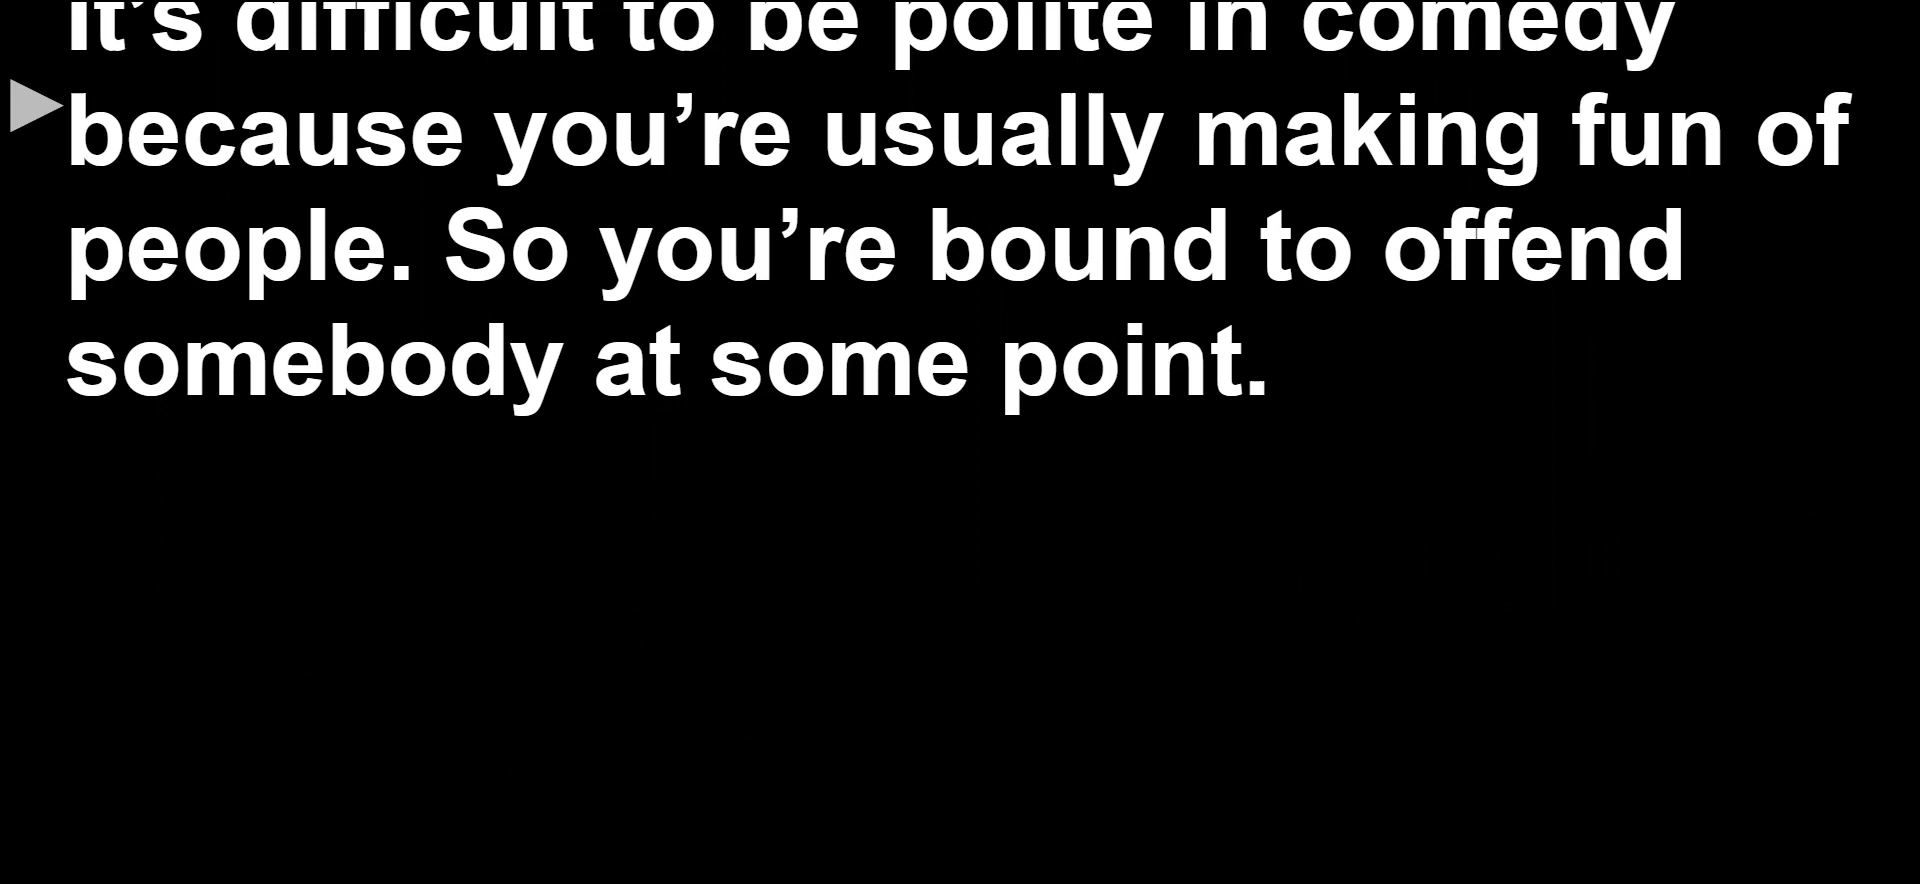 it’s difficult to be polite in comedy
because you’re usually making fun of
people. So you’re bound to offend
somebody at some point.